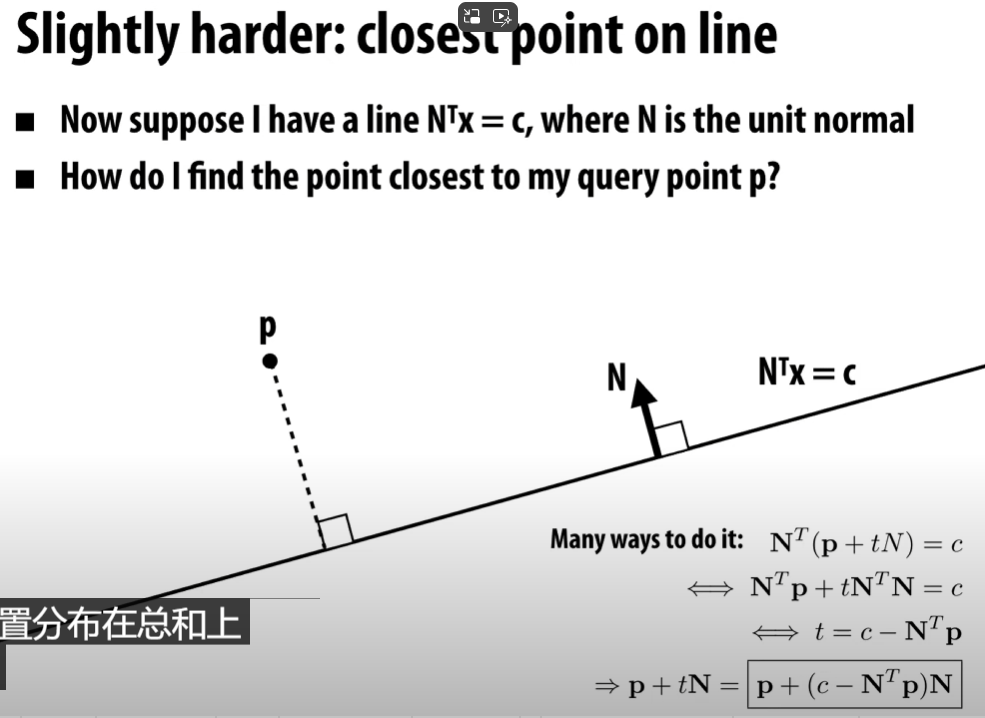 Slightly harder: closest point on line
■ Now suppose I have a line Nᵀx = c, where N is the unit normal
■ How do I find the point closest to my query point p?
p
N
Nᵀx = c
Many ways to do it: Nᵀ(p + tN) = c
⟺ Nᵀp + tNᵀN = c
⟺ t = c − Nᵀp
⇒ p + tN = p + (c − Nᵀp)N
置分布在总和上